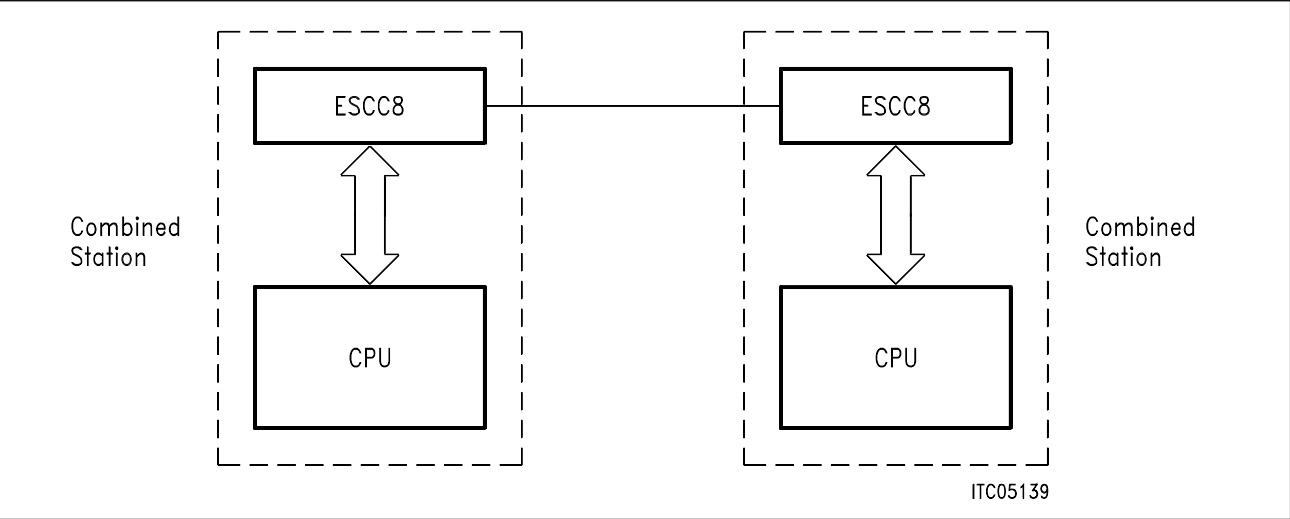 ESCC8
ESCC8
Combined
Station
Combined
Station
CPU
CPU
ITC05139